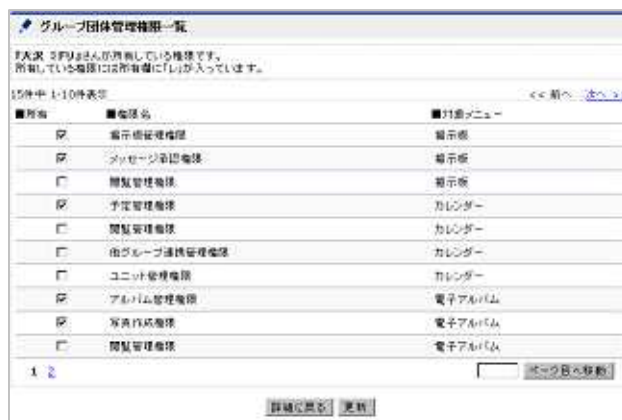 グループ団体管理権限一覧
さんが所有している権限です。
所有している権限には所有欄に「レ」が入っています。
15件中 1-10件表示 << 前へ 次へ >
■所有 ■権限名 ■対象メニュー
掲示板管理権限 掲示板
メッセージ承認権限 掲示板
閲覧管理権限 掲示板
予定管理権限 カレンダー
閲覧管理権限 カレンダー
他グループ連携管理権限 カレンダー
ユニット管理権限 カレンダー
アルバム管理権限 電子アルバム
写真作成権限 電子アルバム
閲覧管理権限 電子アルバム
1 2 ページ目へ移動
詳細に戻る 更新